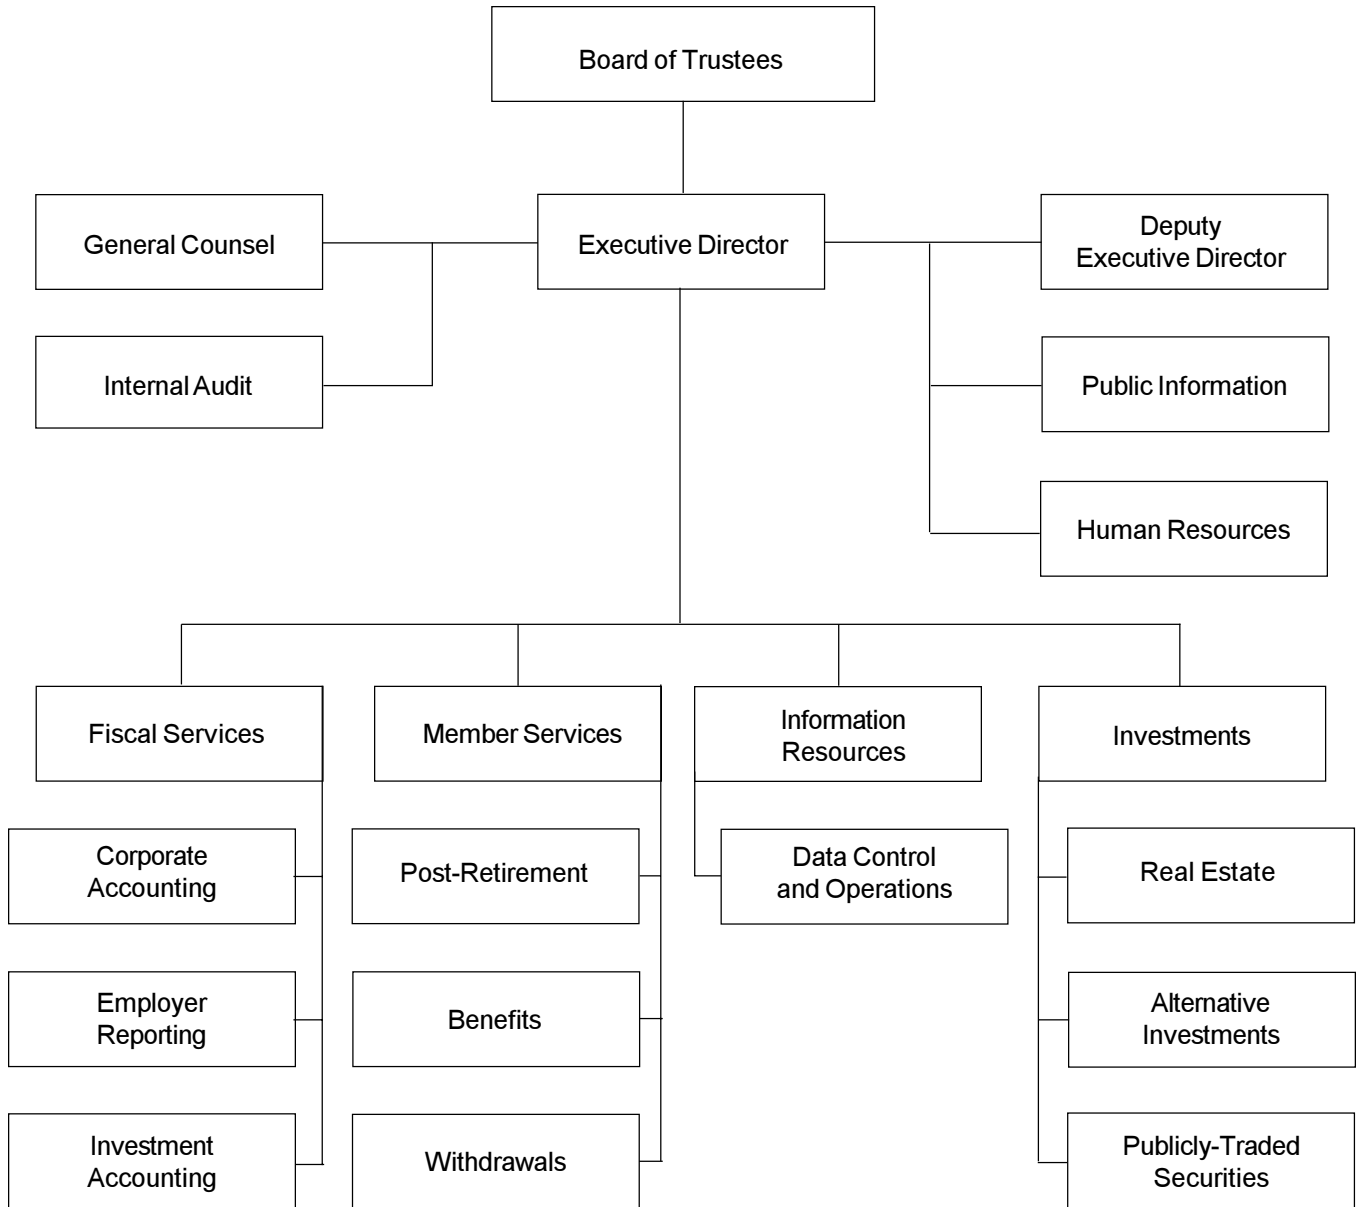 Board of Trustees
General Counsel
Executive Director
Deputy
Executive Director
Internal Audit
Public Information
Human Resources
Fiscal Services
Member Services
Information
Resources
Investments
Corporate
Accounting
Post-Retirement
Data Control
and Operations
Real Estate
Employer
Reporting
Benefits
Alternative
Investments
Investment
Accounting
Withdrawals
Publicly-Traded
Securities